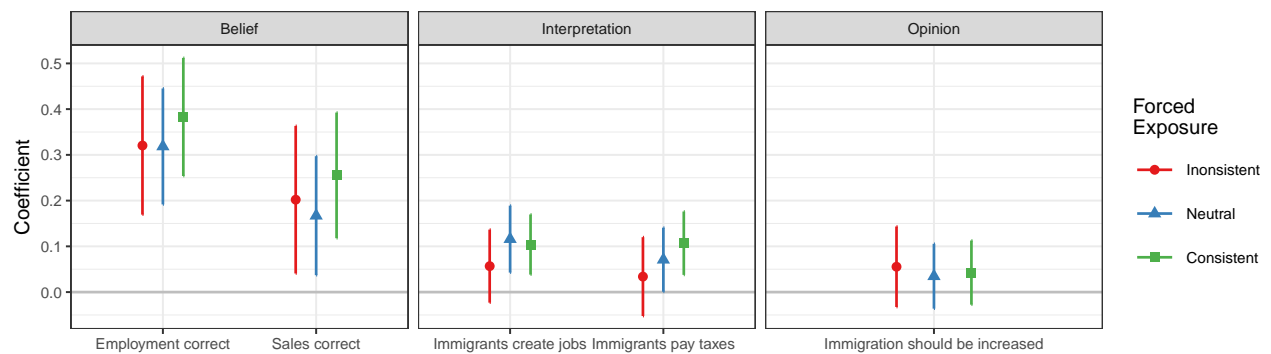 Belief
Interpretation
Opinion
0.5
0.4
0.3
0.2
0.1
0.0
Coefficient
Employment correct
Sales correct
Immigrants create jobs
Immigrants pay taxes
Immigration should be increased
Forced
Exposure
Inonsistent
Neutral
Consistent